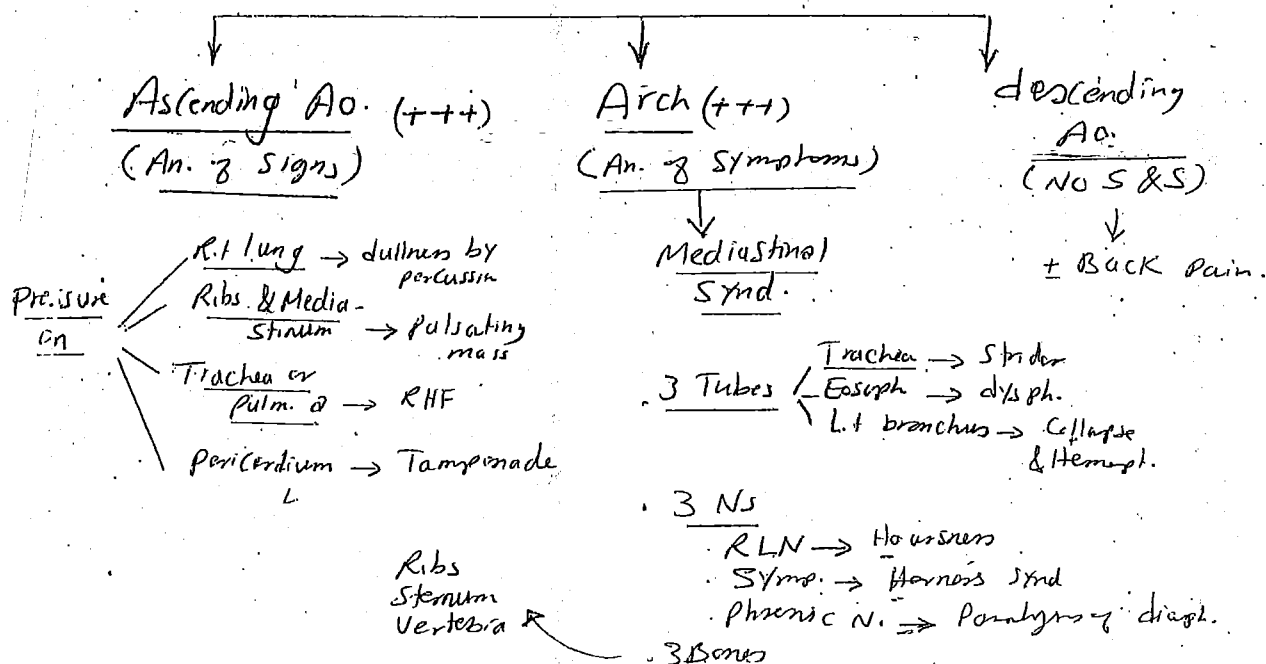 Ascending Ao. (+++)
(An. of Signs)
Pressure
on
Rt lung → dullness by
percussin
Ribs & Media-
stinum → Pulsating
mass
Trachea or
Pulm. a → RHF
Pericardium → Tamponade
Arch (+++)
(An. of Symptoms)
Mediastinal
Synd.
. 3 Tubes
Trachea → Stridor
Eosoph → dysph.
Lt bronchus → Collapse
& Hemopt.
. 3 Ns
. RLN → Hoarsness
. Symp. → Horner's synd
. Phrenic N. → Paralysis of diaph.
. 3 Bones
Ribs
Sternum
Vertebra
descending
Ao.
(No S & S)
± Back Pain.